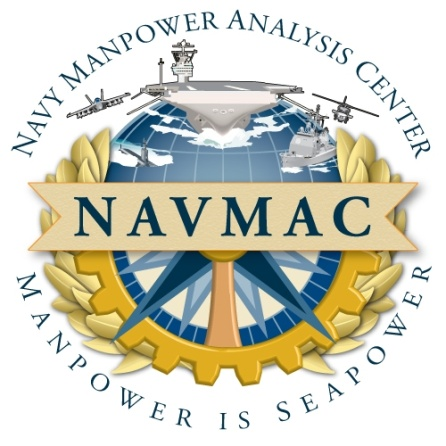 NAVY MANPOWER ANALYSIS CENTER
NAVMAC
MANPOWER IS SEAPOWER